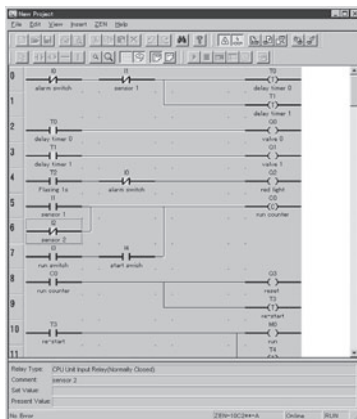 New Project
File Edit View Insert ZEN Help
0 I0 I1 T0
alarm switch sensor 1 delay timer 0
1 T1
delay timer 1
2 T0 Q0
delay timer 0 valve 0
3 T1 Q1
delay timer 1 valve 1
4 T2 I0 Q2
Flacing 1s alarm switch red light
5 I1 C0
sensor 1 run counter
6 I2
sensor 2
7 I3 I4
run switch start swish
8 C0 Q3
run counter reset
9 T3
re-start
10 T3 M0
re-start run
11 T4
Relay Type: CPU Unit Input Relay(Normally Closed)
Comment: sensor 2
Set Value:
Present Value:
No Error ZEN-10C2**-A Online RUN